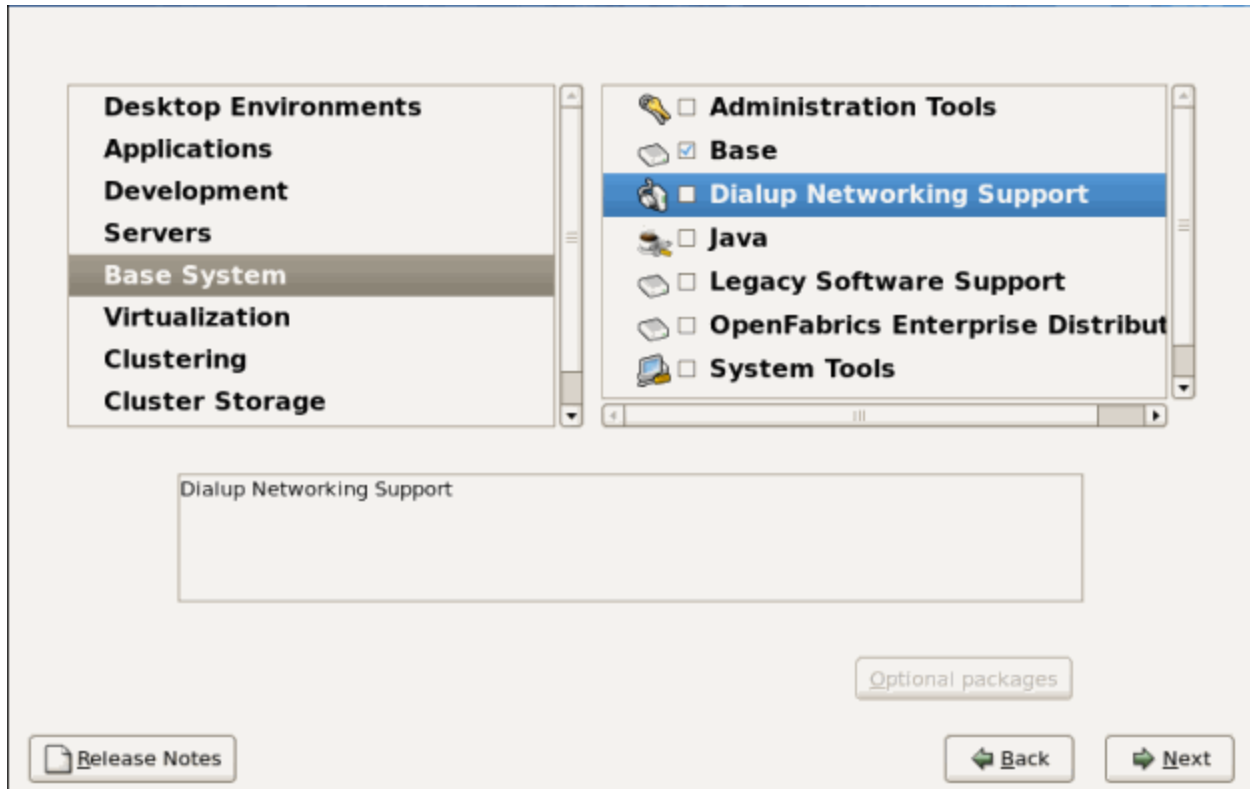 Desktop Environments
Applications
Development
Servers
Base System
Virtualization
Clustering
Cluster Storage
Administration Tools
Base
Dialup Networking Support
Java
Legacy Software Support
OpenFabrics Enterprise Distribut
System Tools
Dialup Networking Support
Optional packages
Release Notes
Back
Next